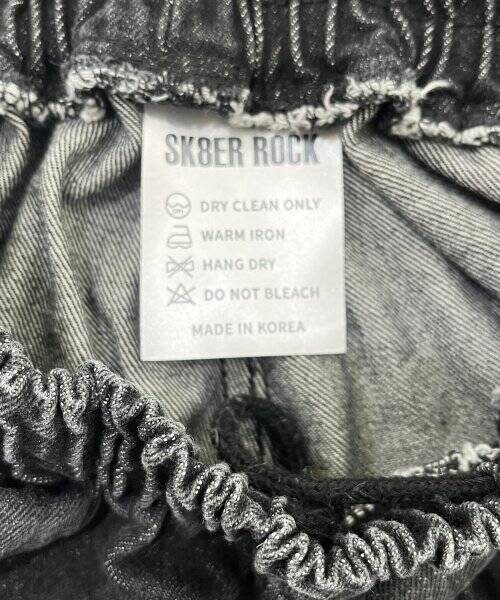 SK8ER ROCK
DRY CLEAN ONLY
WARM IRON
HANG DRY
DO NOT BLEACH
MADE IN KOREA